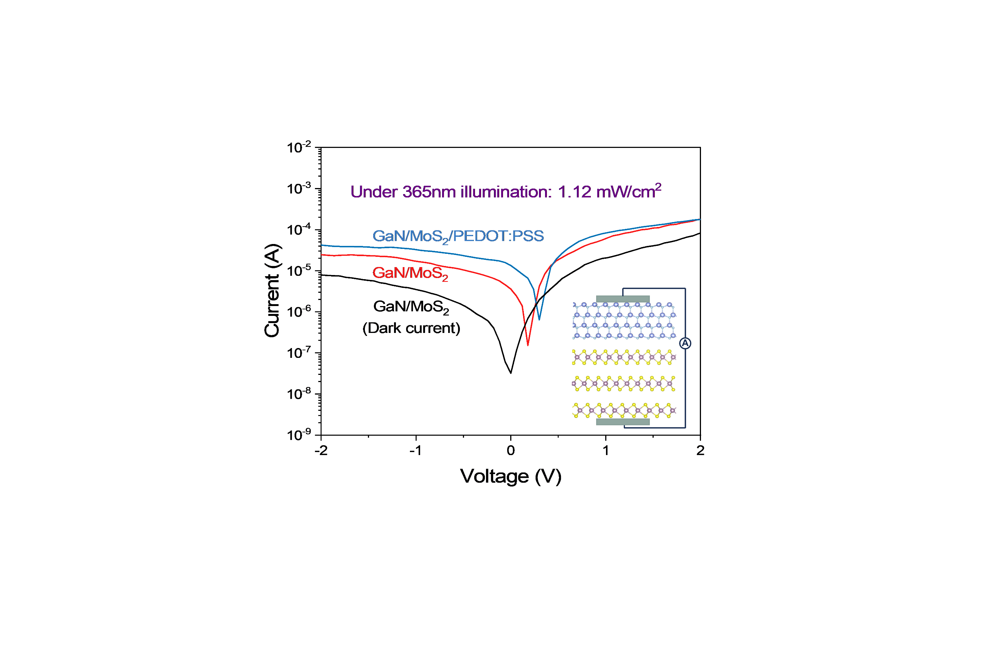 10⁻²
10⁻³
Under 365nm illumination: 1.12 mW/cm²
10⁻⁴
GaN/MoS₂/PEDOT:PSS
10⁻⁵
GaN/MoS₂
10⁻⁶
GaN/MoS₂
(Dark current)
A
10⁻⁷
10⁻⁸
10⁻⁹
Current (A)
-2 -1 0 1 2
Voltage (V)